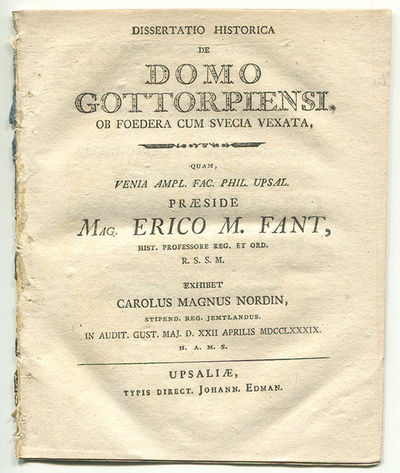 DISSERTATIO HISTORICA
DE
DOMO
GOTTORPIENSI,
OB FOEDERA CUM SVECIA VEXATA,
QUAM,
VENIA AMPL. FAC. PHIL. UPSAL.
PRÆSIDE
MAG. ERICO M. FANT,
HIST. PROFESSORE REG. ET ORD.
R. S. S. M.
EXHIBET
CAROLUS MAGNUS NORDIN,
STIPEND. REG. JEMTLANDUS.
IN AUDIT. GUST. MAJ. D. XXII APRILIS MDCCLXXXIX.
H. A. M. S.
UPSALIÆ,
TYPIS DIRECT. JOHANN. EDMAN.